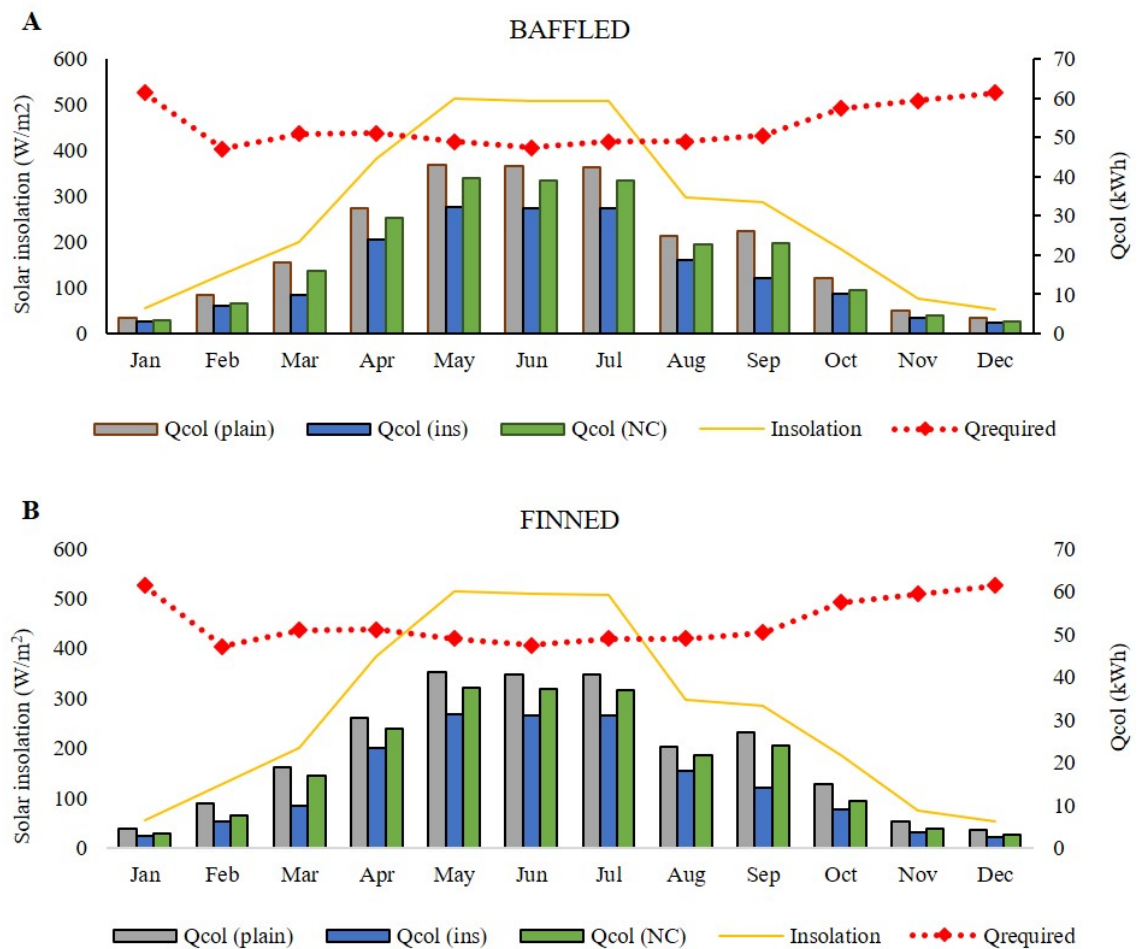 A
BAFFLED
Solar insolation (W/m2)
600
500
400
300
200
100
0
70
60
50
40
30
20
10
0
Qcol (kWh)
Jan Feb Mar Apr May Jun Jul Aug Sep Oct Nov Dec
Qcol (plain) Qcol (ins) Qcol (NC) Insolation Qrequired
B
FINNED
Solar insolation (W/m²)
600
500
400
300
200
100
0
70
60
50
40
30
20
10
0
Qcol (kWh)
Jan Feb Mar Apr May Jun Jul Aug Sep Oct Nov Dec
Qcol (plain) Qcol (ins) Qcol (NC) Insolation Qrequired